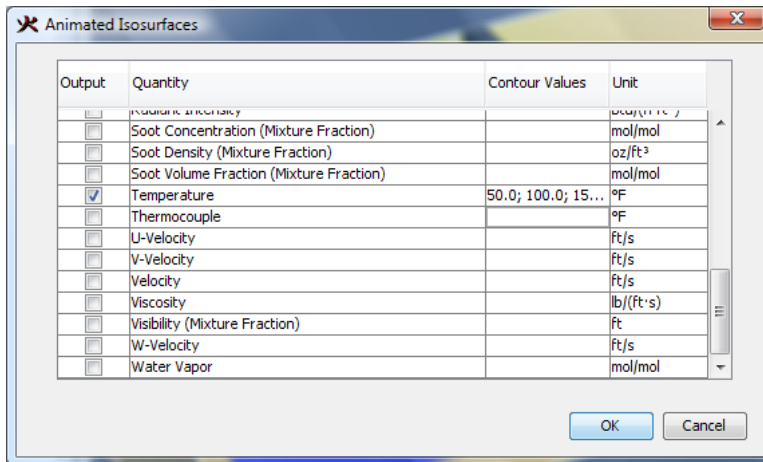 Animated Isosurfaces
Output Quantity Contour Values Unit
Radiant Intensity
Soot Concentration (Mixture Fraction) mol/mol
Soot Density (Mixture Fraction) oz/ft³
Soot Volume Fraction (Mixture Fraction) mol/mol
Temperature 50.0; 100.0; 15... °F
Thermocouple °F
U-Velocity ft/s
V-Velocity ft/s
Velocity ft/s
Viscosity lb/(ft·s)
Visibility (Mixture Fraction) ft
W-Velocity ft/s
Water Vapor mol/mol
OK Cancel